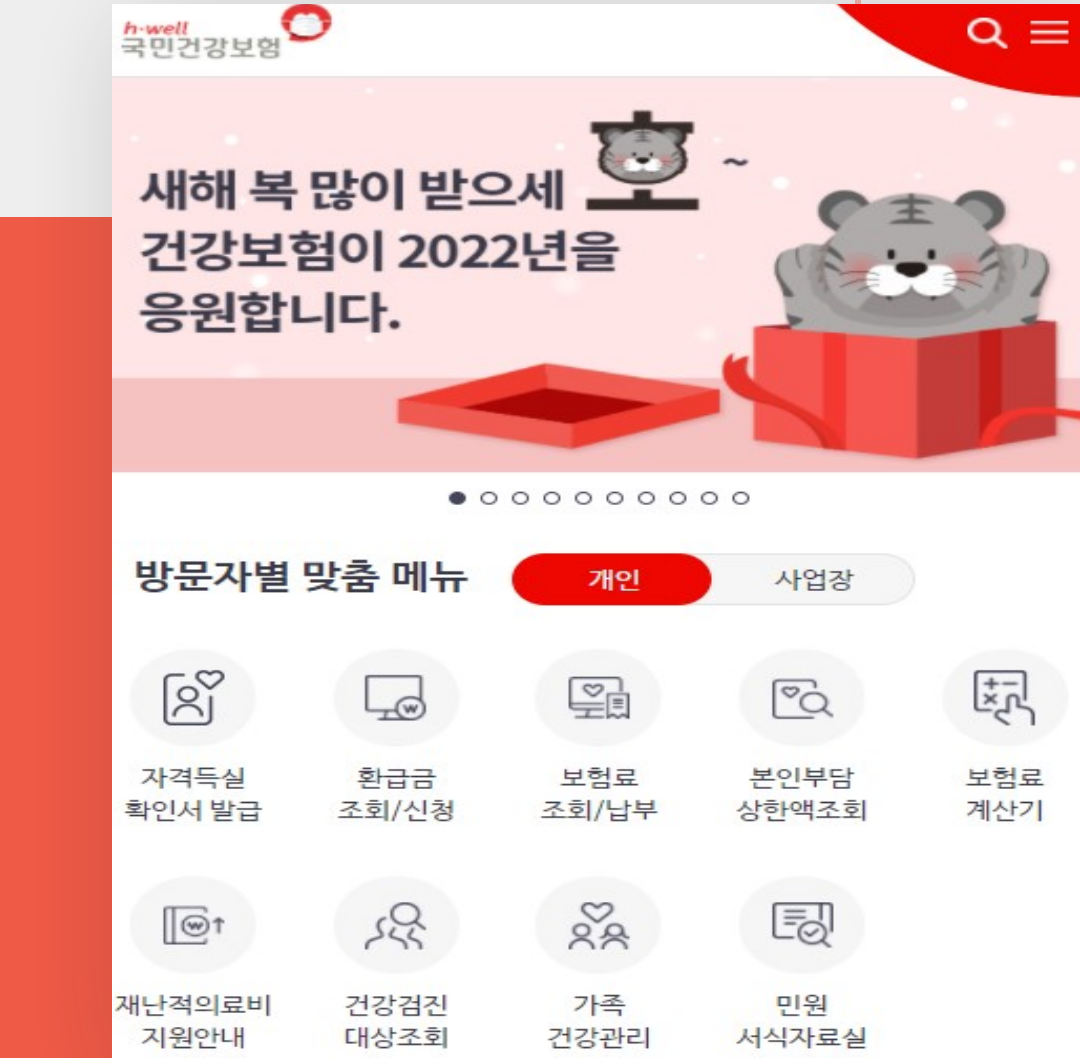 h·well
국민건강보험
새해 복 많이 받으세요~
건강보험이 2022년을
응원합니다.
방문자별 맞춤 메뉴
개인
사업장
자격득실
확인서 발급
환급금
조회/신청
보험료
조회/납부
본인부담
상한액조회
보험료
계산기
재난적의료비
지원안내
건강검진
대상조회
가족
건강관리
민원
서식자료실